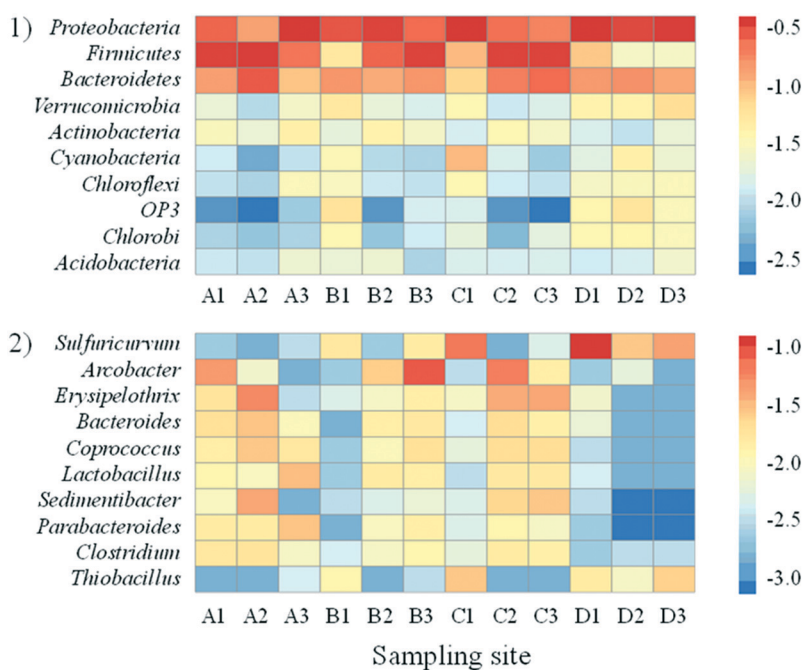 1)
Proteobacteria
Firmicutes
Bacteroidetes
Verrucomicrobia
Actinobacteria
Cyanobacteria
Chloroflexi
OP3
Chlorobi
Acidobacteria
A1 A2 A3 B1 B2 B3 C1 C2 C3 D1 D2 D3
-0.5
-1.0
-1.5
-2.0
-2.5
2)
Sulfuricurvum
Arcobacter
Erysipelothrix
Bacteroides
Coprococcus
Lactobacillus
Sedimentibacter
Parabacteroides
Clostridium
Thiobacillus
A1 A2 A3 B1 B2 B3 C1 C2 C3 D1 D2 D3
-1.0
-1.5
-2.0
-2.5
-3.0
Sampling site